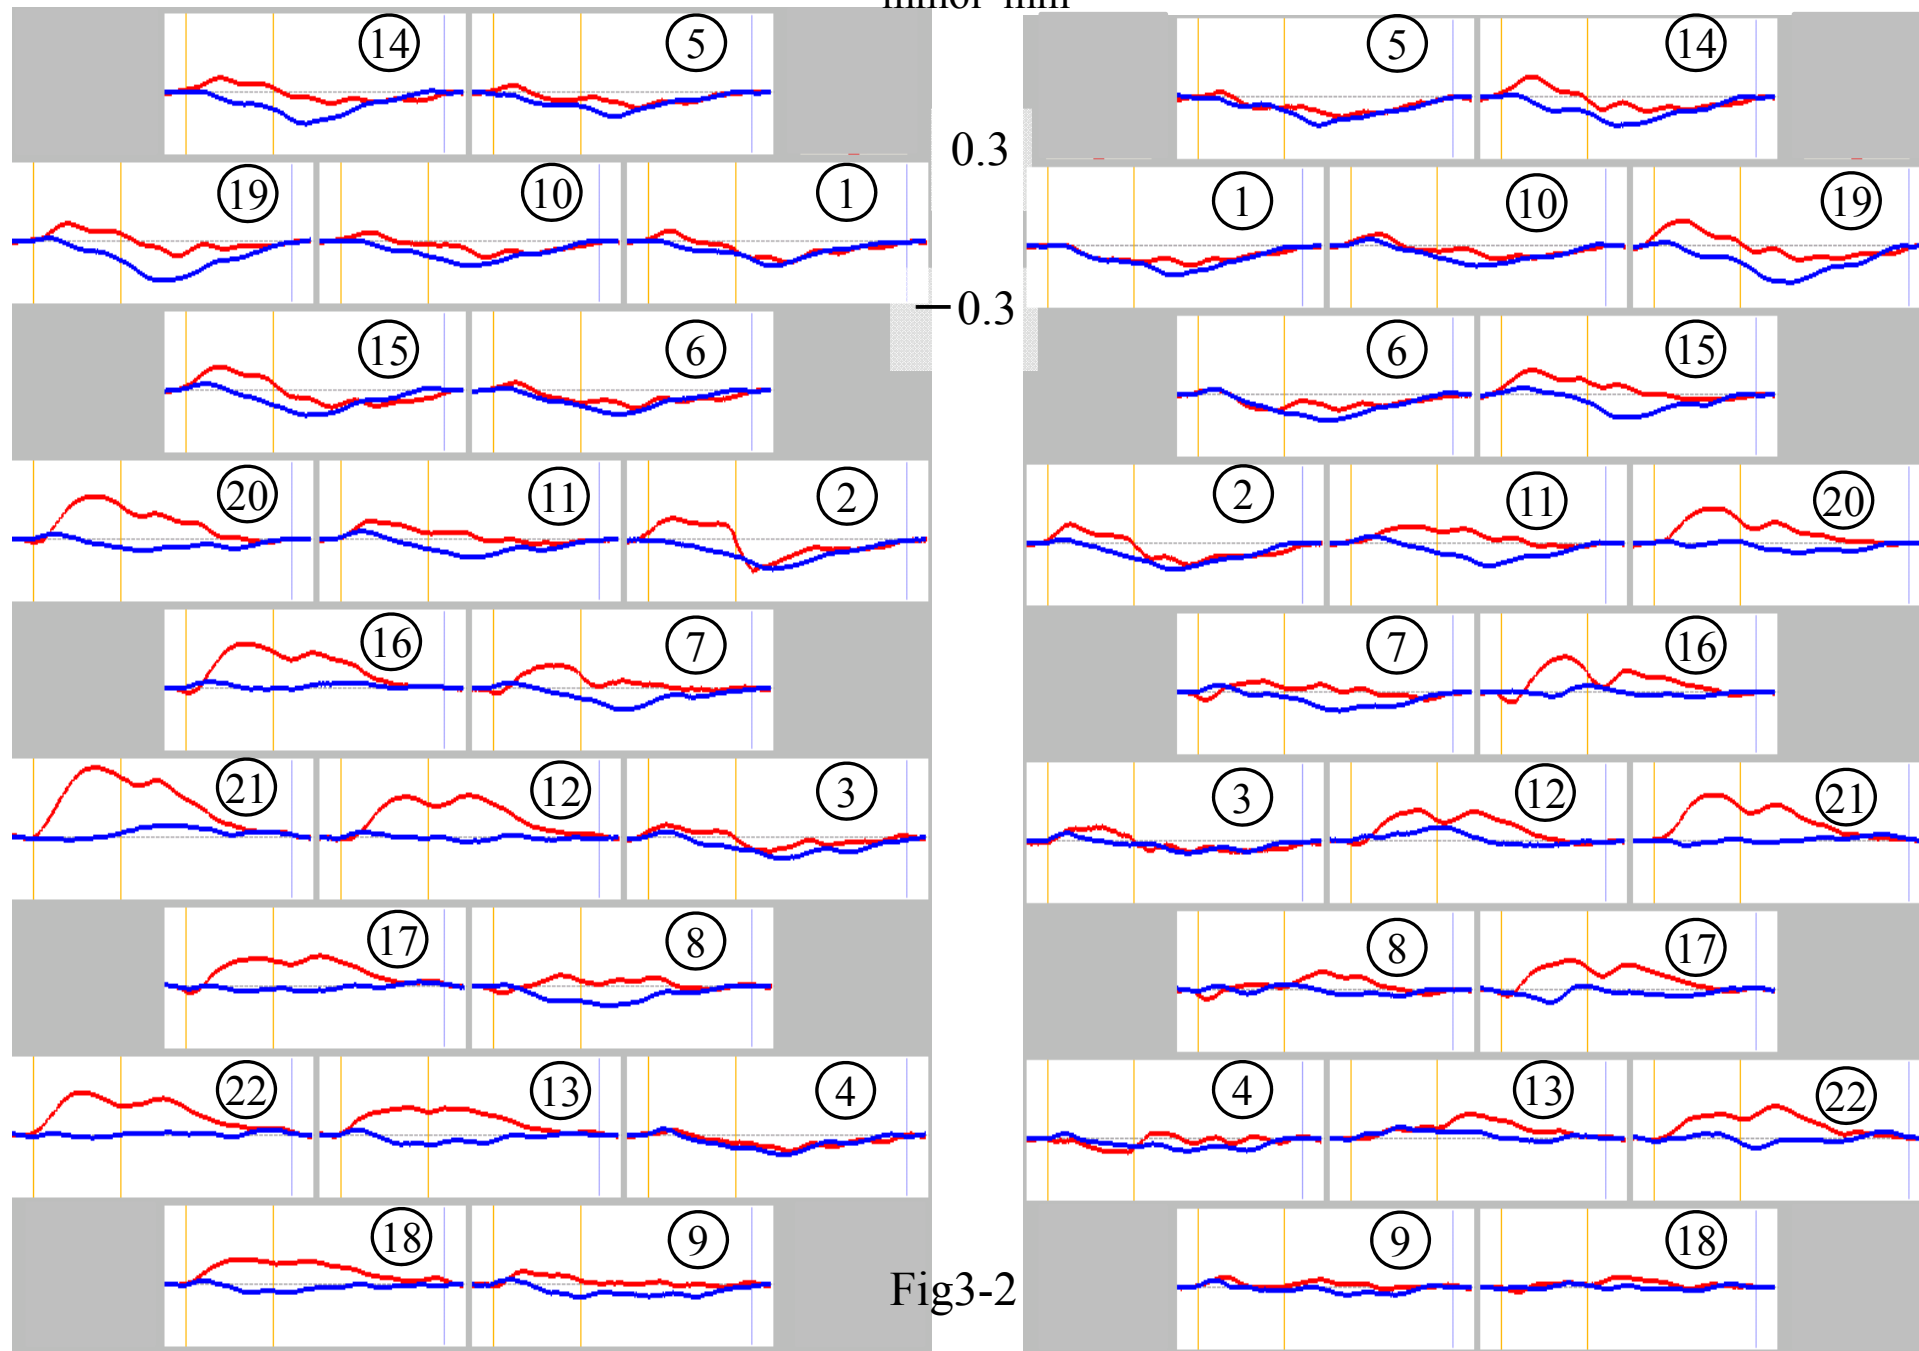 ⑭ ⑤ ⑤ ⑭
0.3
⑲ ⑩ ① ① ⑩ ⑲
−0.3
⑮ ⑥ ⑥ ⑮
⑳ ⑪ ② ② ⑪ ⑳
⑯ ⑦ ⑦ ⑯
㉑ ⑫ ③ ③ ⑫ ㉑
⑰ ⑧ ⑧ ⑰
㉒ ⑬ ④ ④ ⑬ ㉒
⑱ ⑨ ⑨ ⑱
Fig3-2